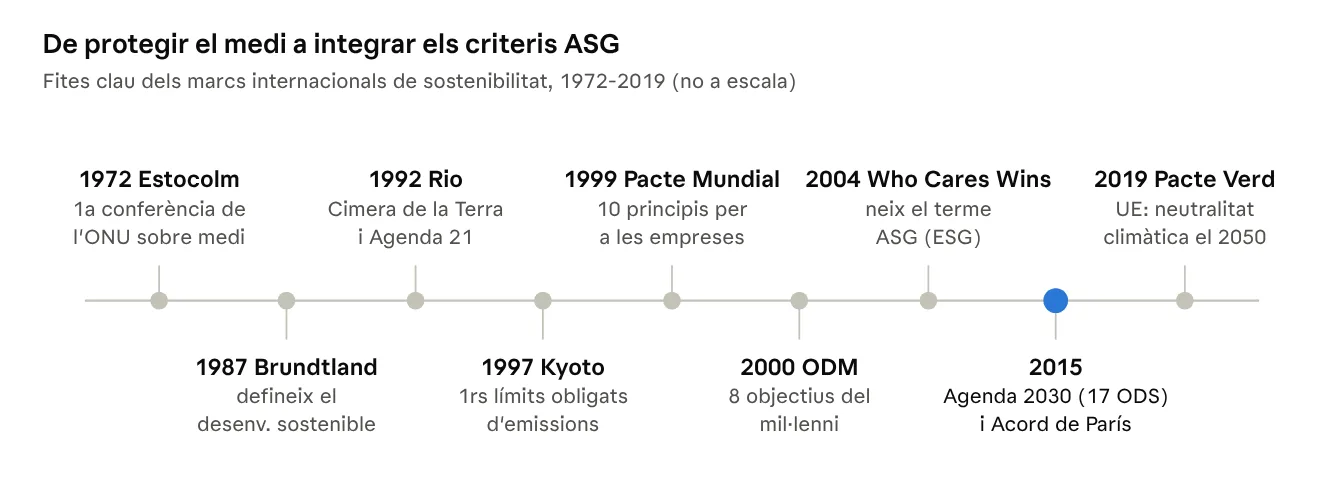 De protegir el medi a integrar els criteris ASG
Fites clau dels marcs internacionals de sostenibilitat, 1972-2019 (no a escala)
1972 Estocolm
1a conferència de
l'ONU sobre medi
1992 Rio
Cimera de la Terra
i Agenda 21
1999 Pacte Mundial
10 principis per
a les empreses
2004 Who Cares Wins
neix el terme
ASG (ESG)
2019 Pacte Verd
UE: neutralitat
climàtica el 2050
1987 Brundtland
defineix el
desenv. sostenible
1997 Kyoto
1rs límits obligats
d'emissions
2000 ODM
8 objectius del
mil·lenni
2015
Agenda 2030 (17 ODS)
i Acord de París